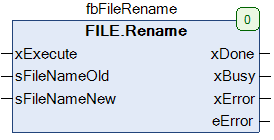 fbFileRename
0
FILE.Rename
xExecute xDone
sFileNameOld xBusy
sFileNameNew xError
eError